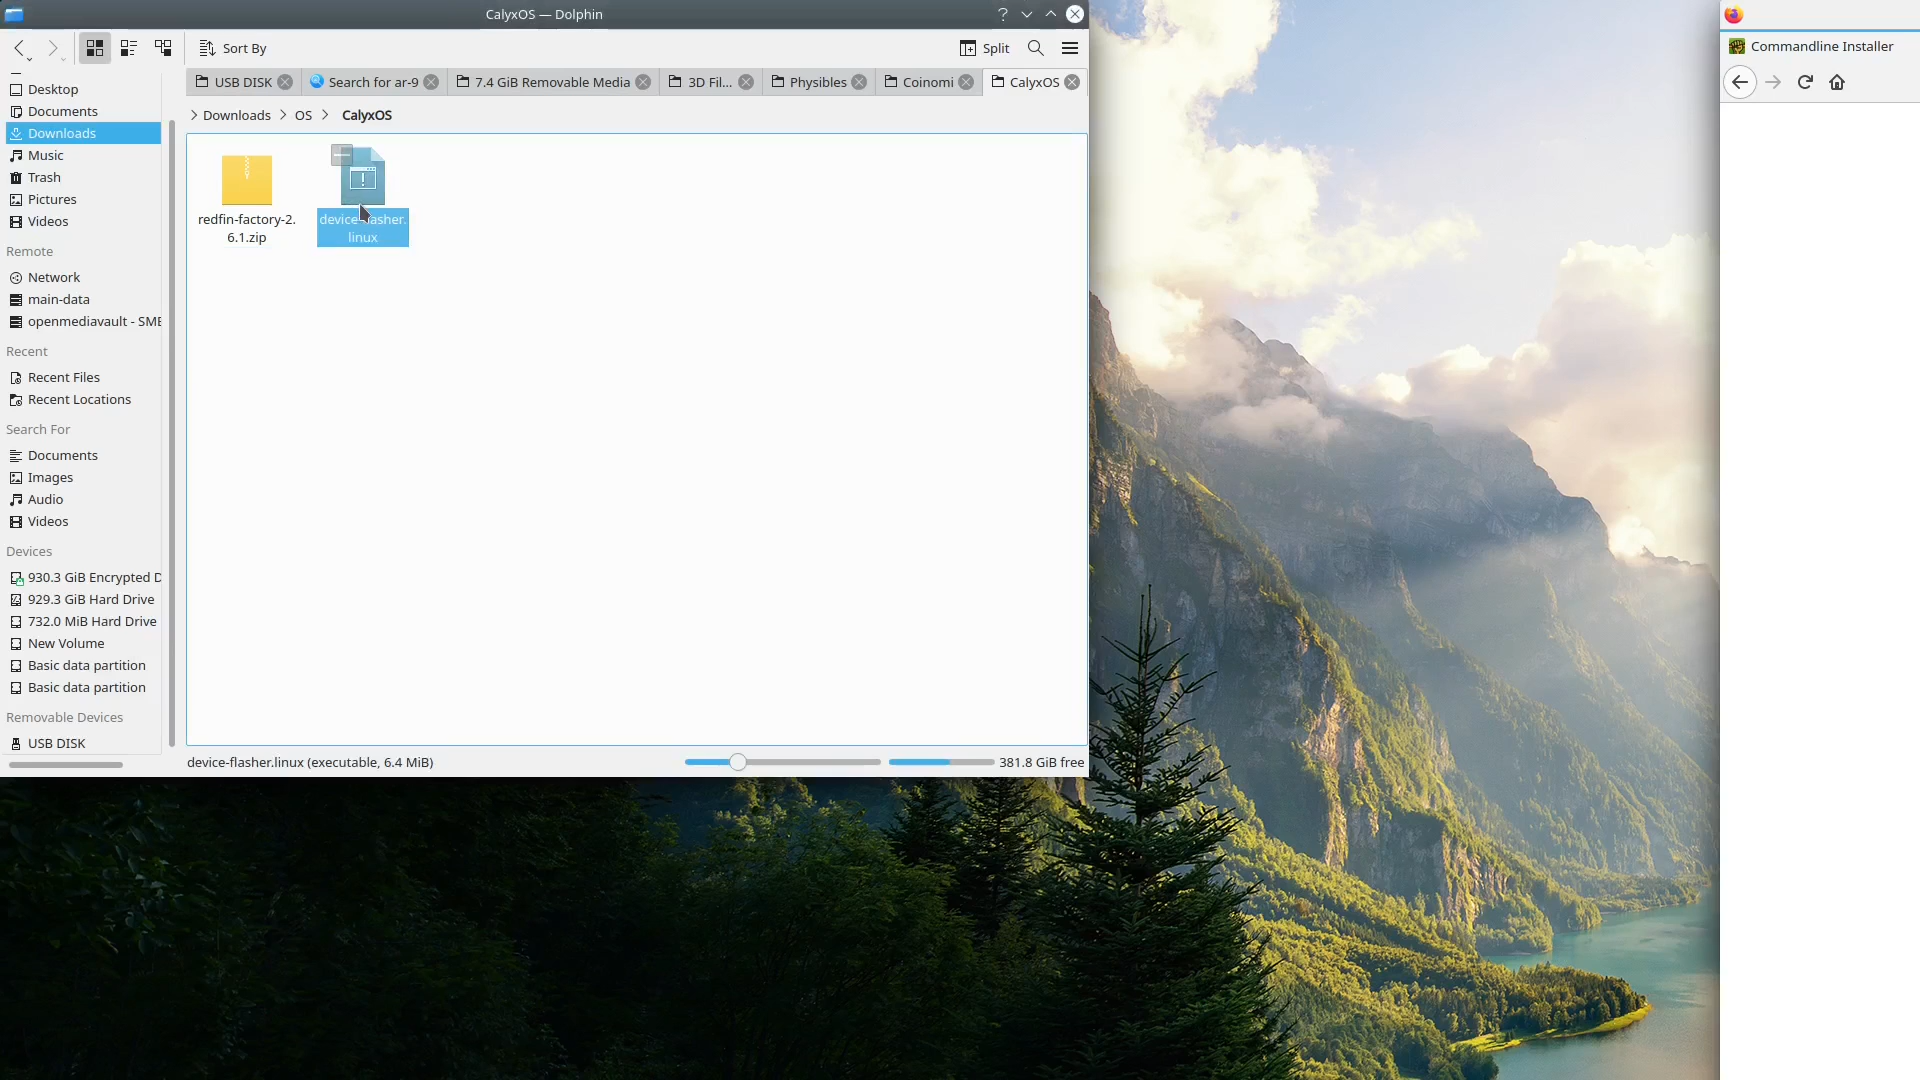 CalyxOS — Dolphin
Sort By
Split
USB DISK
Search for ar-9
7.4 GiB Removable Media
3D Fil...
Physibles
Coinomi
CalyxOS
Downloads
OS
CalyxOS
Desktop
Documents
Downloads
Music
Trash
Pictures
Videos
Remote
Network
main-data
openmediavault - SME
Recent
Recent Files
Recent Locations
Search For
Documents
Images
Audio
Videos
Devices
930.3 GiB Encrypted D
929.3 GiB Hard Drive
732.0 MiB Hard Drive
New Volume
Basic data partition
Basic data partition
Removable Devices
USB DISK
redfin-factory-2.
6.1.zip
device-flasher.
linux
device-flasher.linux (executable, 6.4 MiB)
381.8 GiB free
Commandline Installer